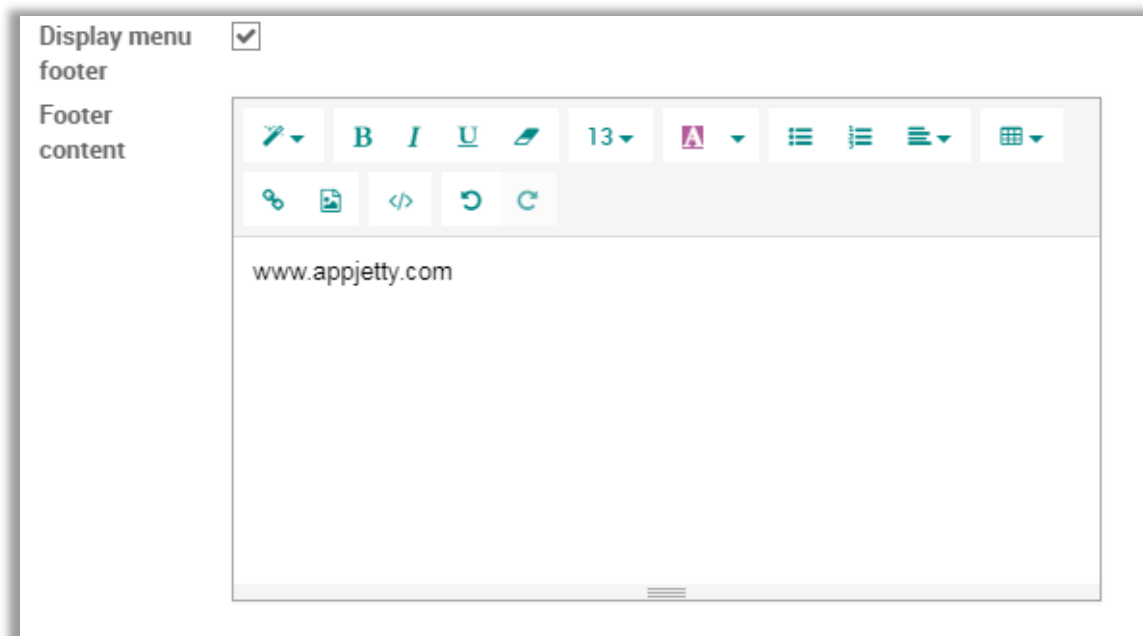 Display menu
footer
Footer
content
B I U 13 A
www.appjetty.com